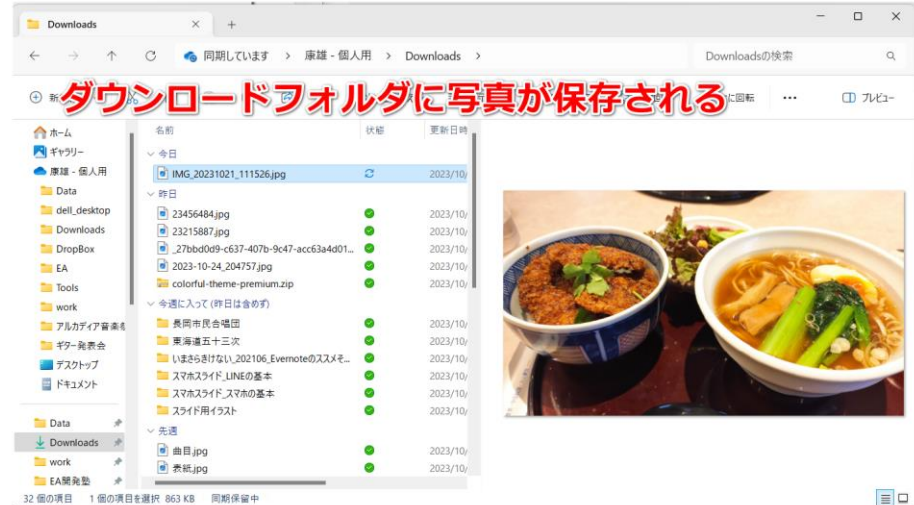 Downloads
同期しています > 康雄 - 個人用 > Downloads >
Downloadsの検索
ダウンロードフォルダに写真が保存される
に回転
プレビュー
ホーム
ギャラリー
康雄 - 個人用
Data
dell_desktop
Downloads
DropBox
EA
Tools
work
アルカディア音楽
ギター発表会
デスクトップ
ドキュメント
Data
Downloads
work
EA開発塾
名前 状態 更新日時
今日
IMG_20231021_111526.jpg 2023/10/
昨日
23456484.jpg 2023/10/
23215887.jpg 2023/10/
_27bbd0d9-c637-407b-9c47-acc63a4d01... 2023/10/
2023-10-24_204757.jpg 2023/10/
colorful-theme-premium.zip 2023/10/
今週に入って (昨日は含めず)
長岡市民合唱団 2023/10/
東海道五十三次 2023/10/
いまさらきけない_202106_Evernoteのススメそ... 2023/10/
スマホスライド_LINEの基本 2023/10/
スマホスライド_スマホの基本 2023/10/
スライド用イラスト 2023/10/
先週
曲目.jpg 2023/10/
表紙.jpg 2023/10/
32 個の項目 1 個の項目を選択 863 KB 同期保留中